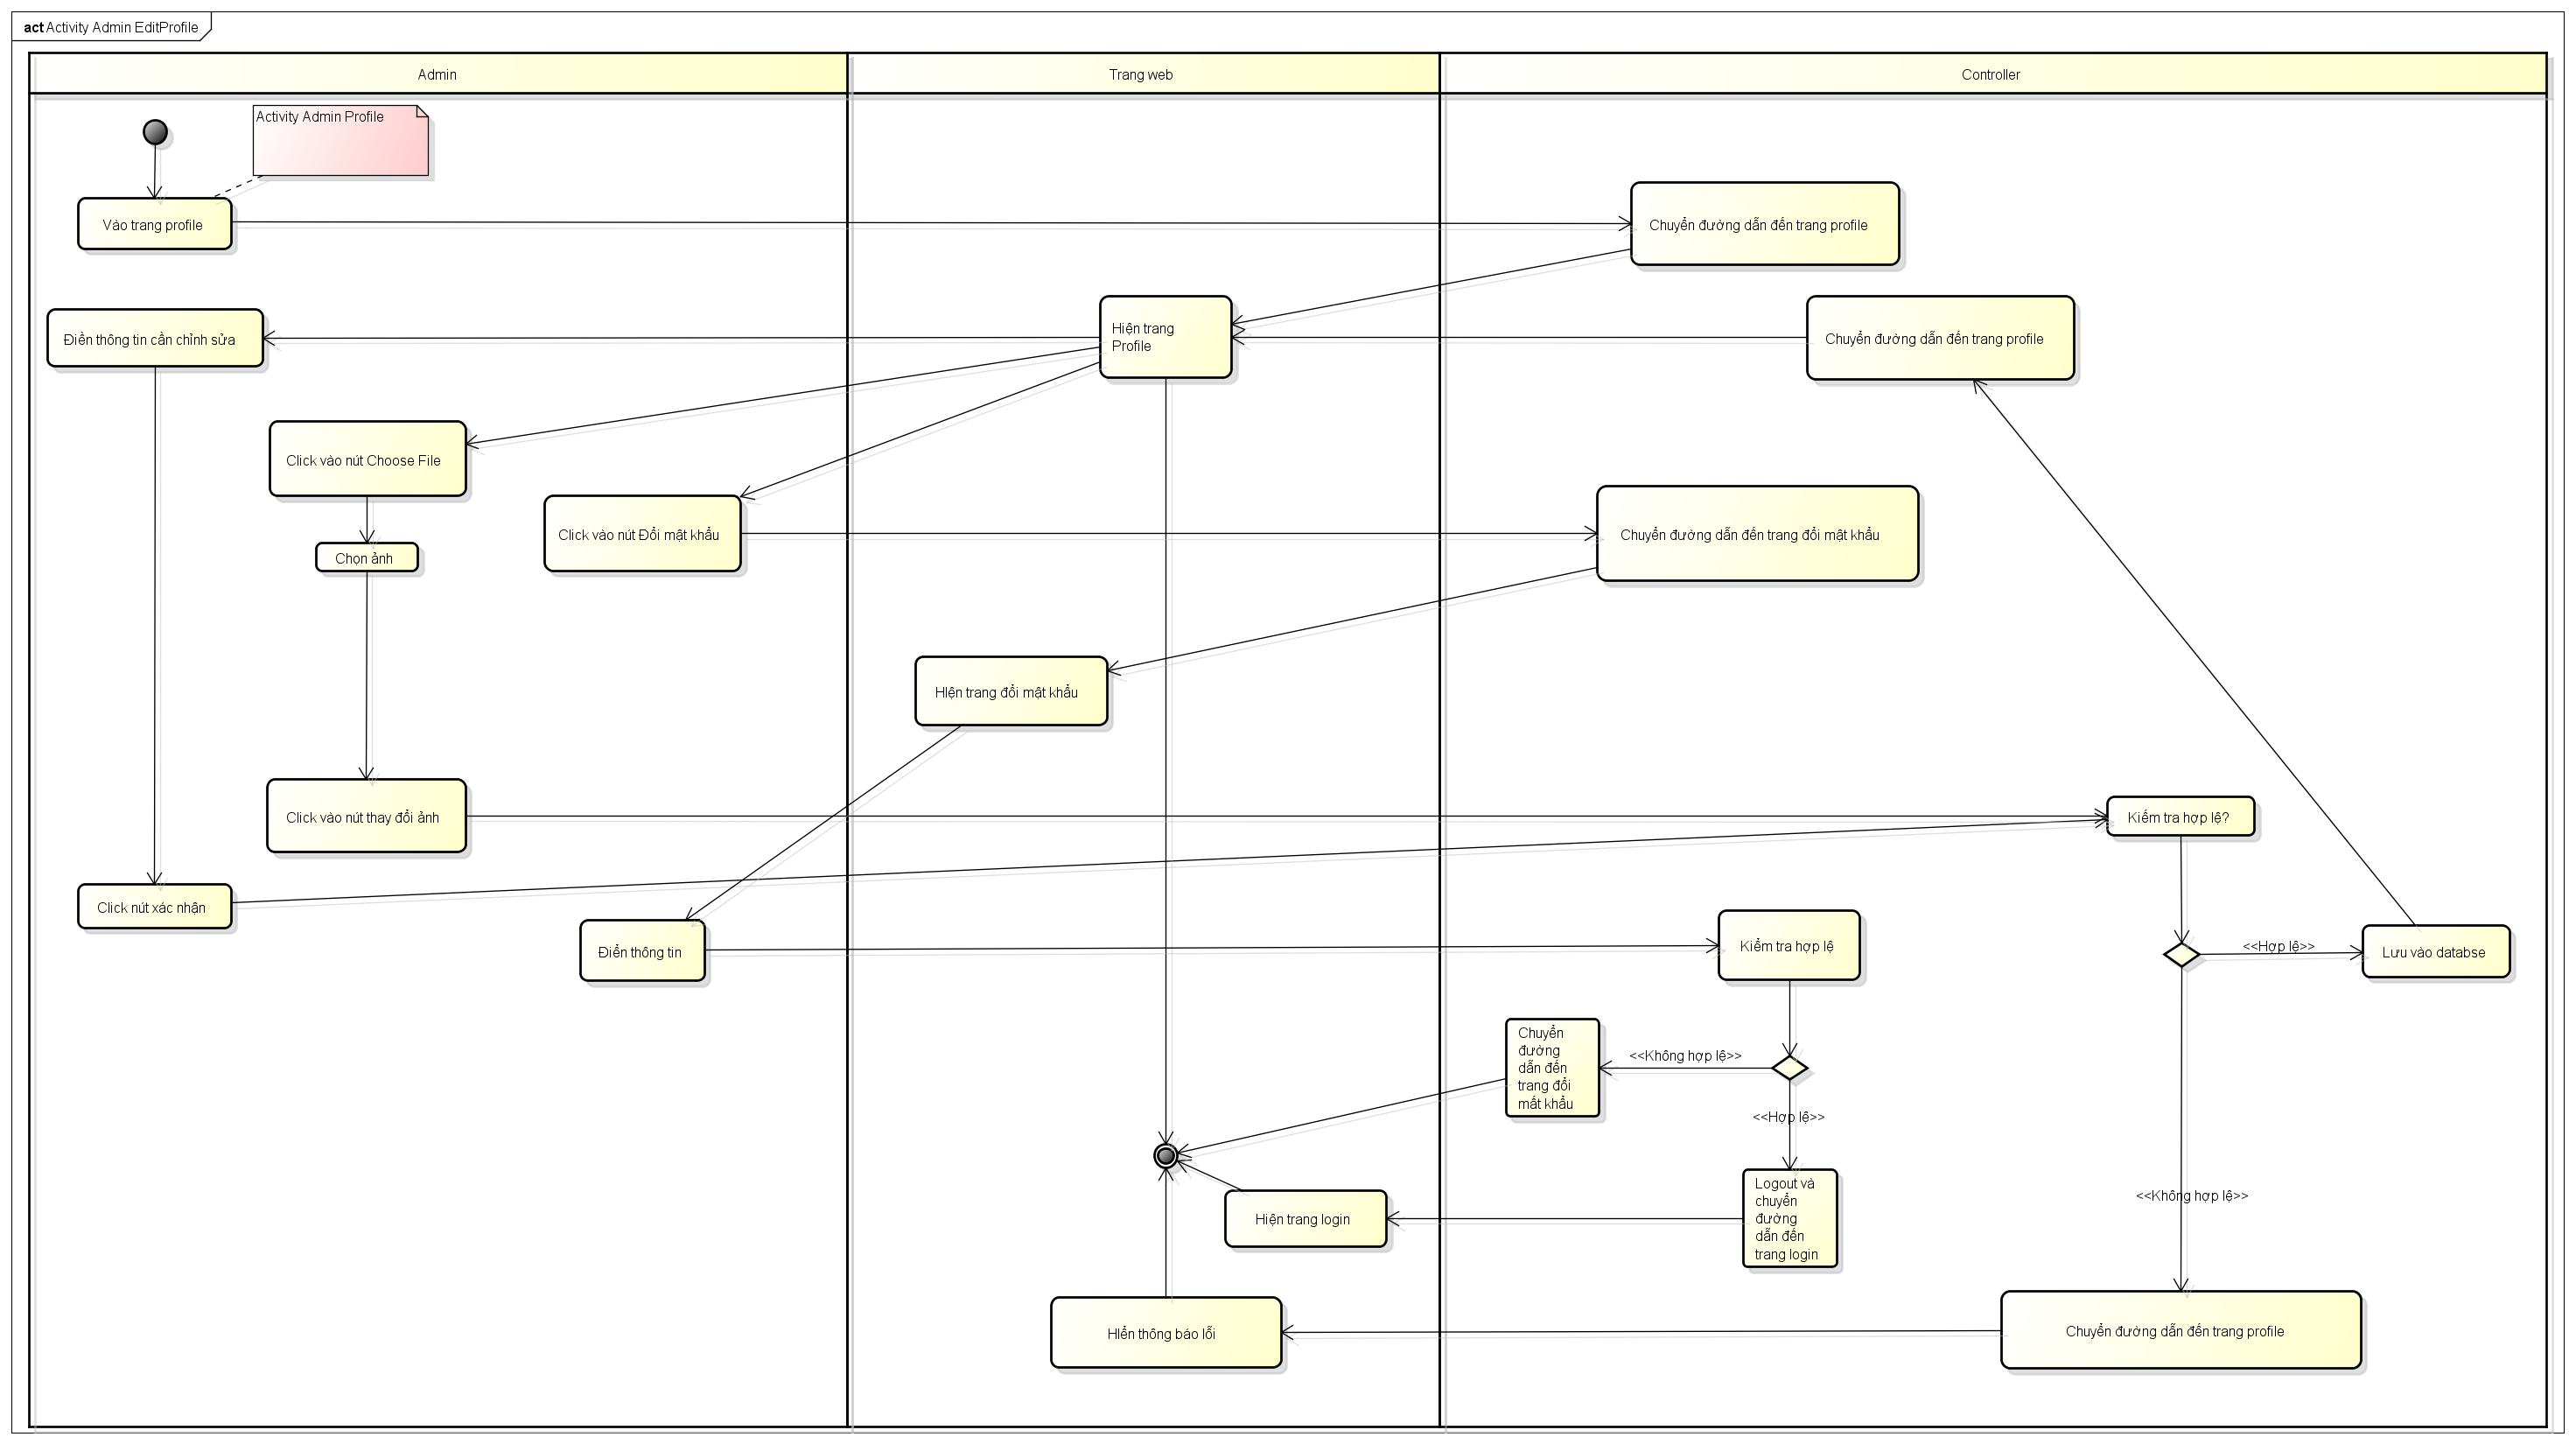 act Activity Admin EditProfile
Admin
Trang web
Controller
Activity Admin Profile
Vào trang profile
Chuyển đường dẫn đến trang profile
Điền thông tin cần chỉnh sửa
Hiện trang
Profile
Chuyển đường dẫn đến trang profile
Click vào nút Choose File
Click vào nút Đổi mật khẩu
Chuyển đường dẫn đến trang đổi mật khẩu
Chọn ảnh
HIện trang đổi mật khẩu
Click vào nút thay đổi ảnh
Kiểm tra hợp lệ?
Click nút xác nhận
Điền thông tin
Kiểm tra hợp lệ
<<Hợp lệ>>
Lưu vào databse
Chuyển
đường
dẫn đến
trang đổi
mất khẩu
<<Không hợp lệ>>
<<Hợp lệ>>
Logout và
chuyển
đường
dẫn đến
trang login
<<Không hợp lệ>>
Hiện trang login
HIển thông báo lỗi
Chuyển đường dẫn đến trang profile